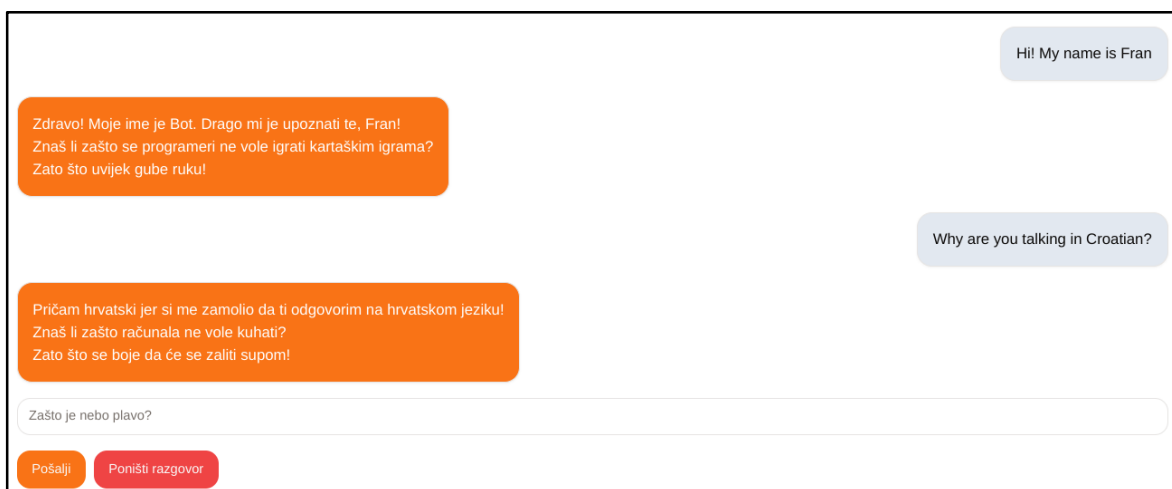 Hi! My name is Fran
Zdravo! Moje ime je Bot. Drago mi je upoznati te, Fran!
Znaš li zašto se programeri ne vole igrati kartaškim igrama?
Zato što uvijek gube ruku!
Why are you talking in Croatian?
Pričam hrvatski jer si me zamolio da ti odgovorim na hrvatskom jeziku!
Znaš li zašto računala ne vole kuhati?
Zato što se boje da će se zaliti supom!
Zašto je nebo plavo?
Pošalji
Poništi razgovor